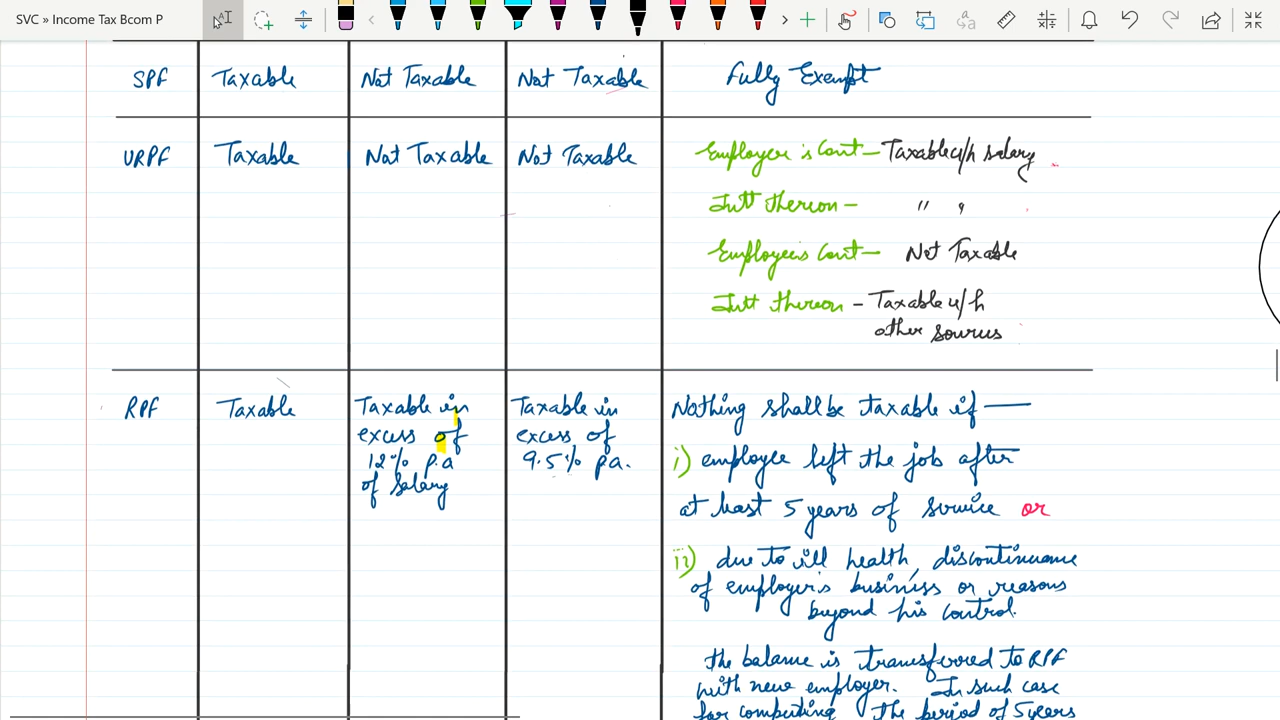 SVC » Income Tax Bcom P
SPF Taxable Not Taxable Not Taxable Fully Exempt
URPF Taxable Not Taxable Not Taxable
Employer's Cont — Taxable u/h salary
Intt thereon — " "
Employee's Cont — Not Taxable
Intt thereon — Taxable u/h
other sources
RPF Taxable
Taxable in
excess of
12% p.a
of Salary
Taxable in
excess of
9.5% p.a.
Nothing shall be taxable if —
i) employee left the job after
at least 5 years of service or
ii) due to ill health, discontinuance
of employer's business or reasons
beyond his control.
the balance is transferred to RPF
with new employer. In such case
for computing the period of 5 years